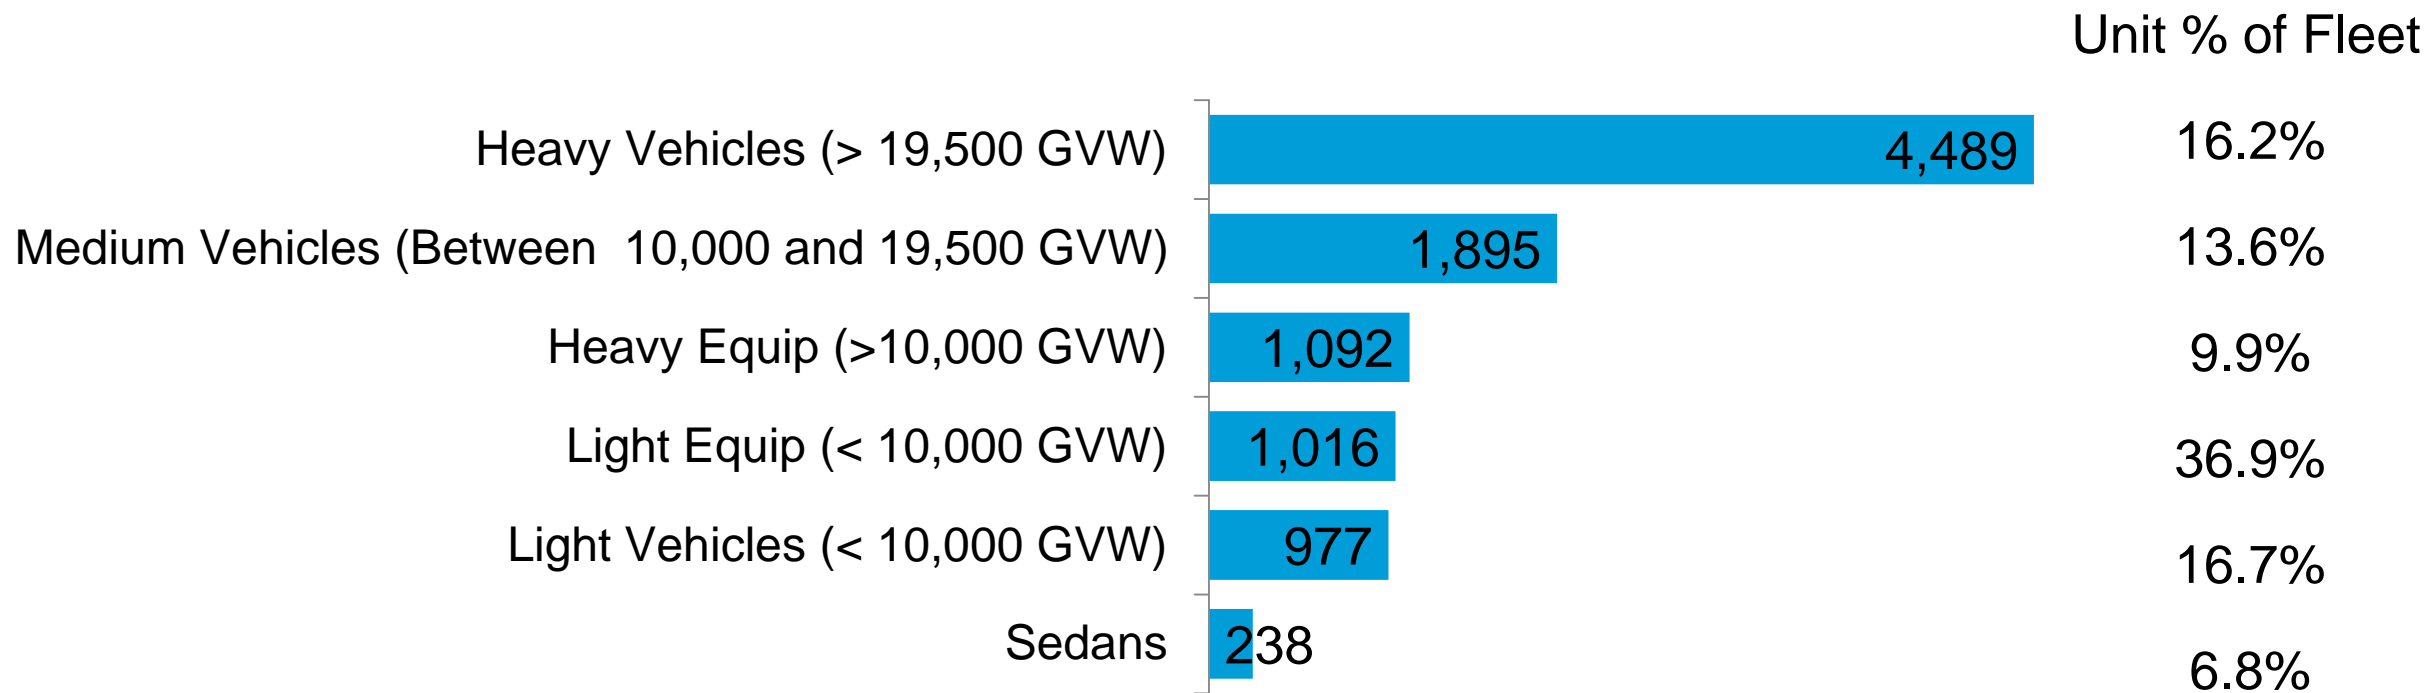 Unit % of Fleet
Heavy Vehicles (> 19,500 GVW) 4,489 16.2%
Medium Vehicles (Between  10,000 and 19,500 GVW) 1,895 13.6%
Heavy Equip (>10,000 GVW) 1,092 9.9%
Light Equip (< 10,000 GVW) 1,016 36.9%
Light Vehicles (< 10,000 GVW) 977 16.7%
Sedans 238 6.8%